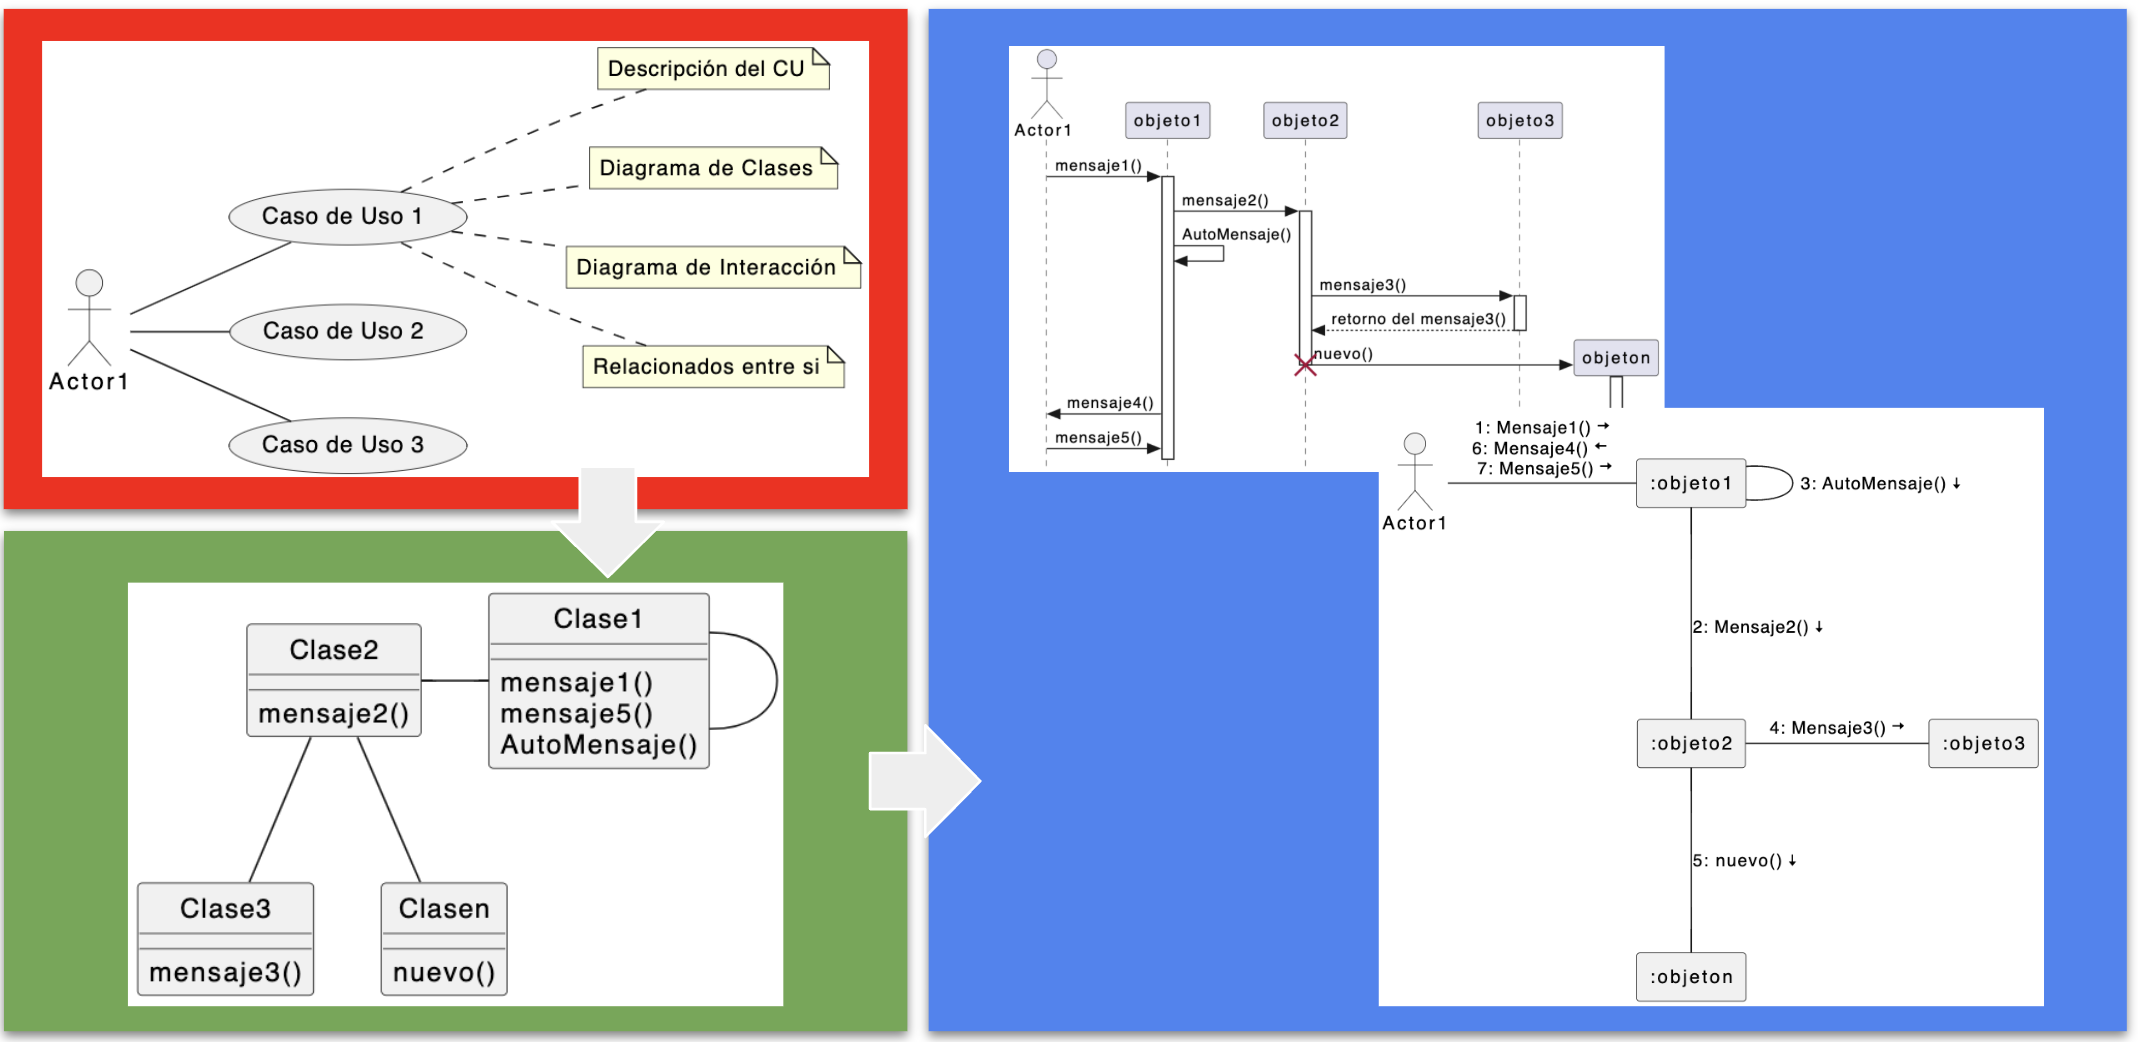 Descripción del CU
Diagrama de Clases
Caso de Uso 1
Diagrama de Interacción
Caso de Uso 2
Relacionados entre si
Actor1
Caso de Uso 3
Clase1
mensaje1()
mensaje5()
AutoMensaje()
Clase2
mensaje2()
Clase3
mensaje3()
Clasen
nuevo()
Actor1
objeto1
objeto2
objeto3
mensaje1()
mensaje2()
AutoMensaje()
mensaje3()
retorno del mensaje3()
nuevo()
objeton
mensaje4()
mensaje5()
1: Mensaje1() →
6: Mensaje4() ←
7: Mensaje5() →
Actor1
:objeto1
3: AutoMensaje() ↓
2: Mensaje2() ↓
:objeto2
4: Mensaje3() →
:objeto3
5: nuevo() ↓
:objeton